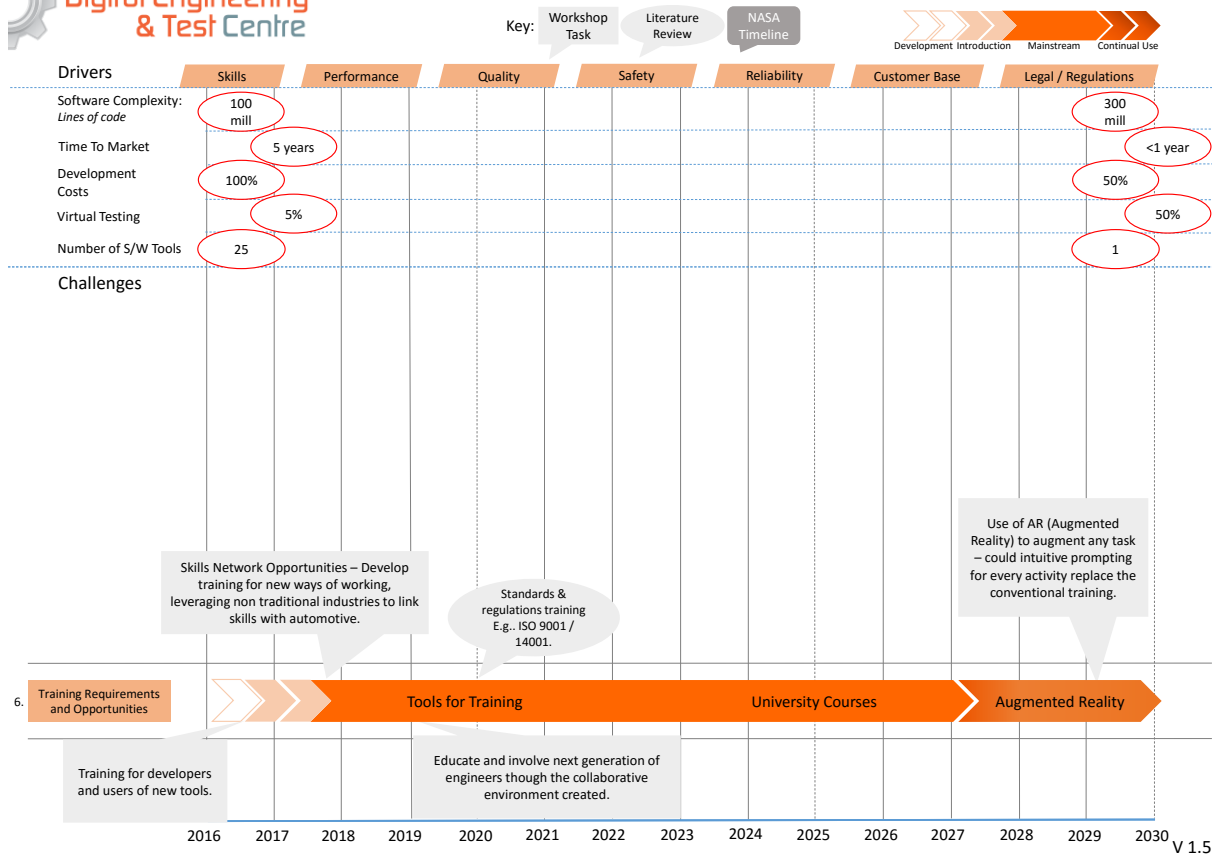 Digital Engineering
& Test Centre
Key:
Workshop
Task
Literature
Review
NASA
Timeline
Development Introduction Mainstream Continual Use
Drivers
Skills
Performance
Quality
Safety
Reliability
Customer Base
Legal / Regulations
Software Complexity:
Lines of code
100
mill
300
mill
Time To Market
5 years
<1 year
Development
Costs
100%
50%
Virtual Testing
5%
50%
Number of S/W Tools
25
1
Challenges
Skills Network Opportunities – Develop
training for new ways of working,
leveraging non traditional industries to link
skills with automotive.
Standards &
regulations training
E.g.. ISO 9001 /
14001.
Use of AR (Augmented
Reality) to augment any task
– could intuitive prompting
for every activity replace the
conventional training.
6.
Training Requirements
and Opportunities
Tools for Training
University Courses
Augmented Reality
Training for developers
and users of new tools.
Educate and involve next generation of
engineers though the collaborative
environment created.
2016 2017 2018 2019 2020 2021 2022 2023 2024 2025 2026 2027 2028 2029 2030
V 1.5